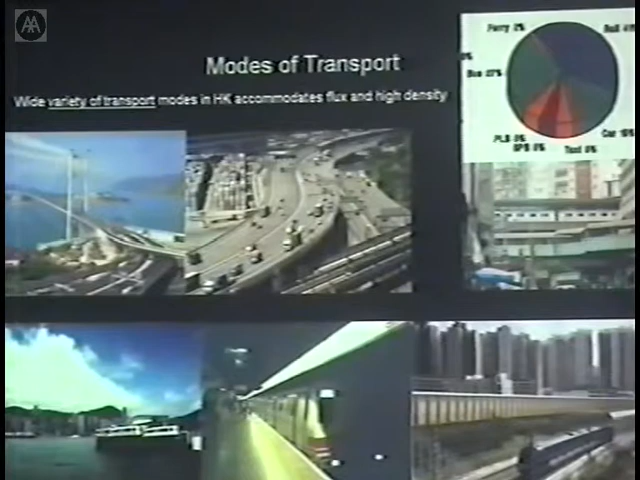 AA
Modes of Transport
Wide variety of transport modes in HK accommodates flux and high density
Ferry
Rail
Bus
PLB
Car
Taxi